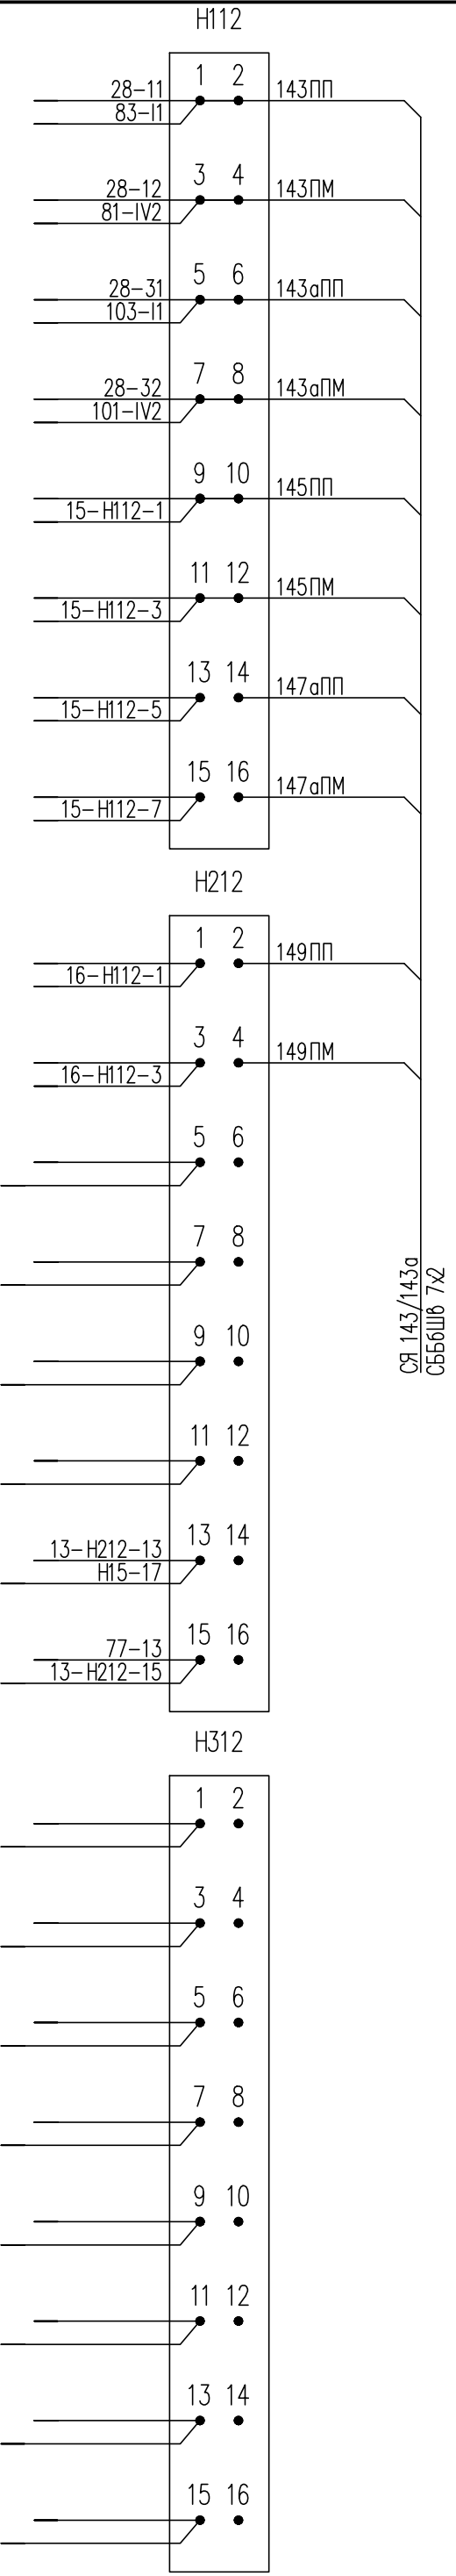 Н112
1 2
28-11 143ПП
83-I1
3 4
28-12 143ПМ
81-IV2
5 6
28-31 143аПП
103-I1
7 8
28-32 143аПМ
101-IV2
9 10
145ПП
15-Н112-1
11 12
145ПМ
15-Н112-3
13 14
147аПП
15-Н112-5
15 16
147аПМ
15-Н112-7
Н212
1 2
149ПП
16-Н112-1
3 4
149ПМ
16-Н112-3
5 6
7 8
СЯ 143/143а
СББбШв 7х2
9 10
11 12
13 14
13-Н212-13
Н15-17
15 16
77-13
13-Н212-15
Н312
1 2
3 4
5 6
7 8
9 10
11 12
13 14
15 16